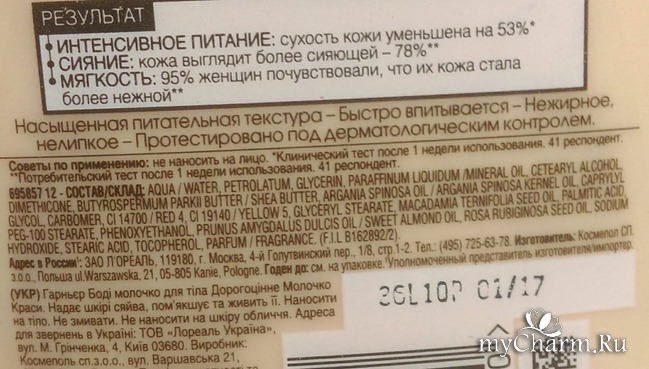 РЕЗУЛЬТАТ
• ИНТЕНСИВНОЕ ПИТАНИЕ: сухость кожи уменьшена на 53%*
• СИЯНИЕ: кожа выглядит более сияющей – 78%**
• МЯГКОСТЬ: 95% женщин почувствовали, что их кожа стала
более нежной**
Насыщенная питательная текстура – Быстро впитывается – Нежирное,
нелипкое – Протестировано под дерматологическим контролем.
Советы по применению: не наносить на лицо. *Клинический тест после 1 недели использования. 41 респондент.
**Потребительский тест после 1 недели использования. 41 респондент.
695857 12 - СОСТАВ/СКЛАД: AQUA / WATER, PETROLATUM, GLYCERIN, PARAFFINUM LIQUIDUM / MINERAL OIL, CETEARYL ALCOHOL,
DIMETHICONE, BUTYROSPERMUM PARKII BUTTER / SHEA BUTTER, ARGANIA SPINOSA OIL / ARGANIA SPINOSA KERNEL OIL, CAPRYLYL
GLYCOL, CARBOMER, CI 14700 / RED 4, CI 19140 / YELLOW 5, GLYCERYL STEARATE, MACADAMIA TERNIFOLIA SEED OIL, PALMITIC ACID,
PEG-100 STEARATE, PHENOXYETHANOL, PRUNUS AMYGDALUS DULCIS OIL / SWEET ALMOND OIL, ROSA RUBIGINOSA SEED OIL, SODIUM
HYDROXIDE, STEARIC ACID, TOCOPHEROL, PARFUM / FRAGRANCE. (F.I.L B162892/2).
Адрес в России: ЗАО Л'ОРЕАЛЬ, 119180, г. Москва, 4-й Голутвинский пер., 1/8, стр.1-2. Тел.: (495) 725-63-78. Изготовитель: Космепол СП.
з.о.о., Польша ul.Warszawska, 21, 05-805 Kanie, Pologne. Годен до: см. на упаковке. Уполномоченный представитель изготовителя/импортер.
(УКР) Гарньєр Боді молочко для тіла Дорогоцінне Молочко
Краси. Надає шкірі сяйва, пом'якшує та живить її. Наносити
на тіло. Не змивати. Не наносити на шкіру обличчя. Адреса
для звернень в Україні: ТОВ «Лореаль Україна»,
вул. М. Грінченка, 4, Київ, 03680. Виробник:
Космеполь сп.з.о.о., вул. Варшавська 21,
36L10P 01/17
myCharm.Ru